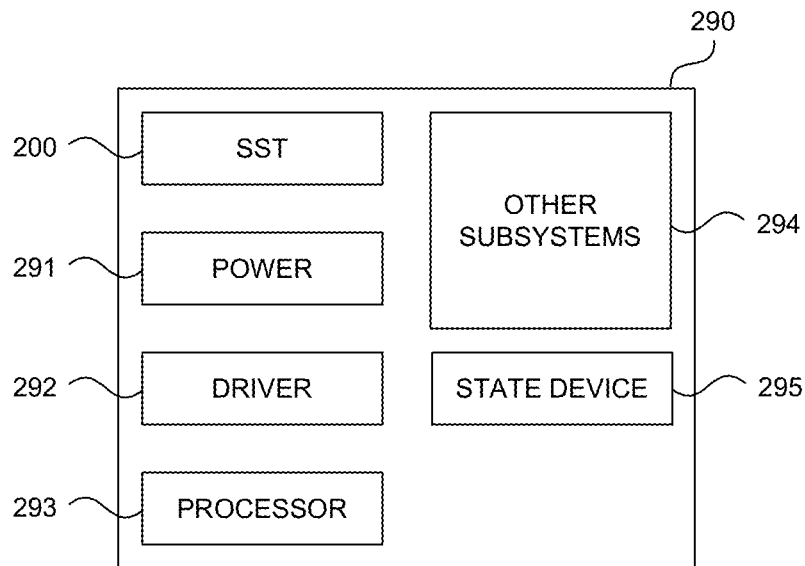 290
200
SST
OTHER
SUBSYSTEMS
294
291
POWER
292
DRIVER
STATE DEVICE
295
293
PROCESSOR